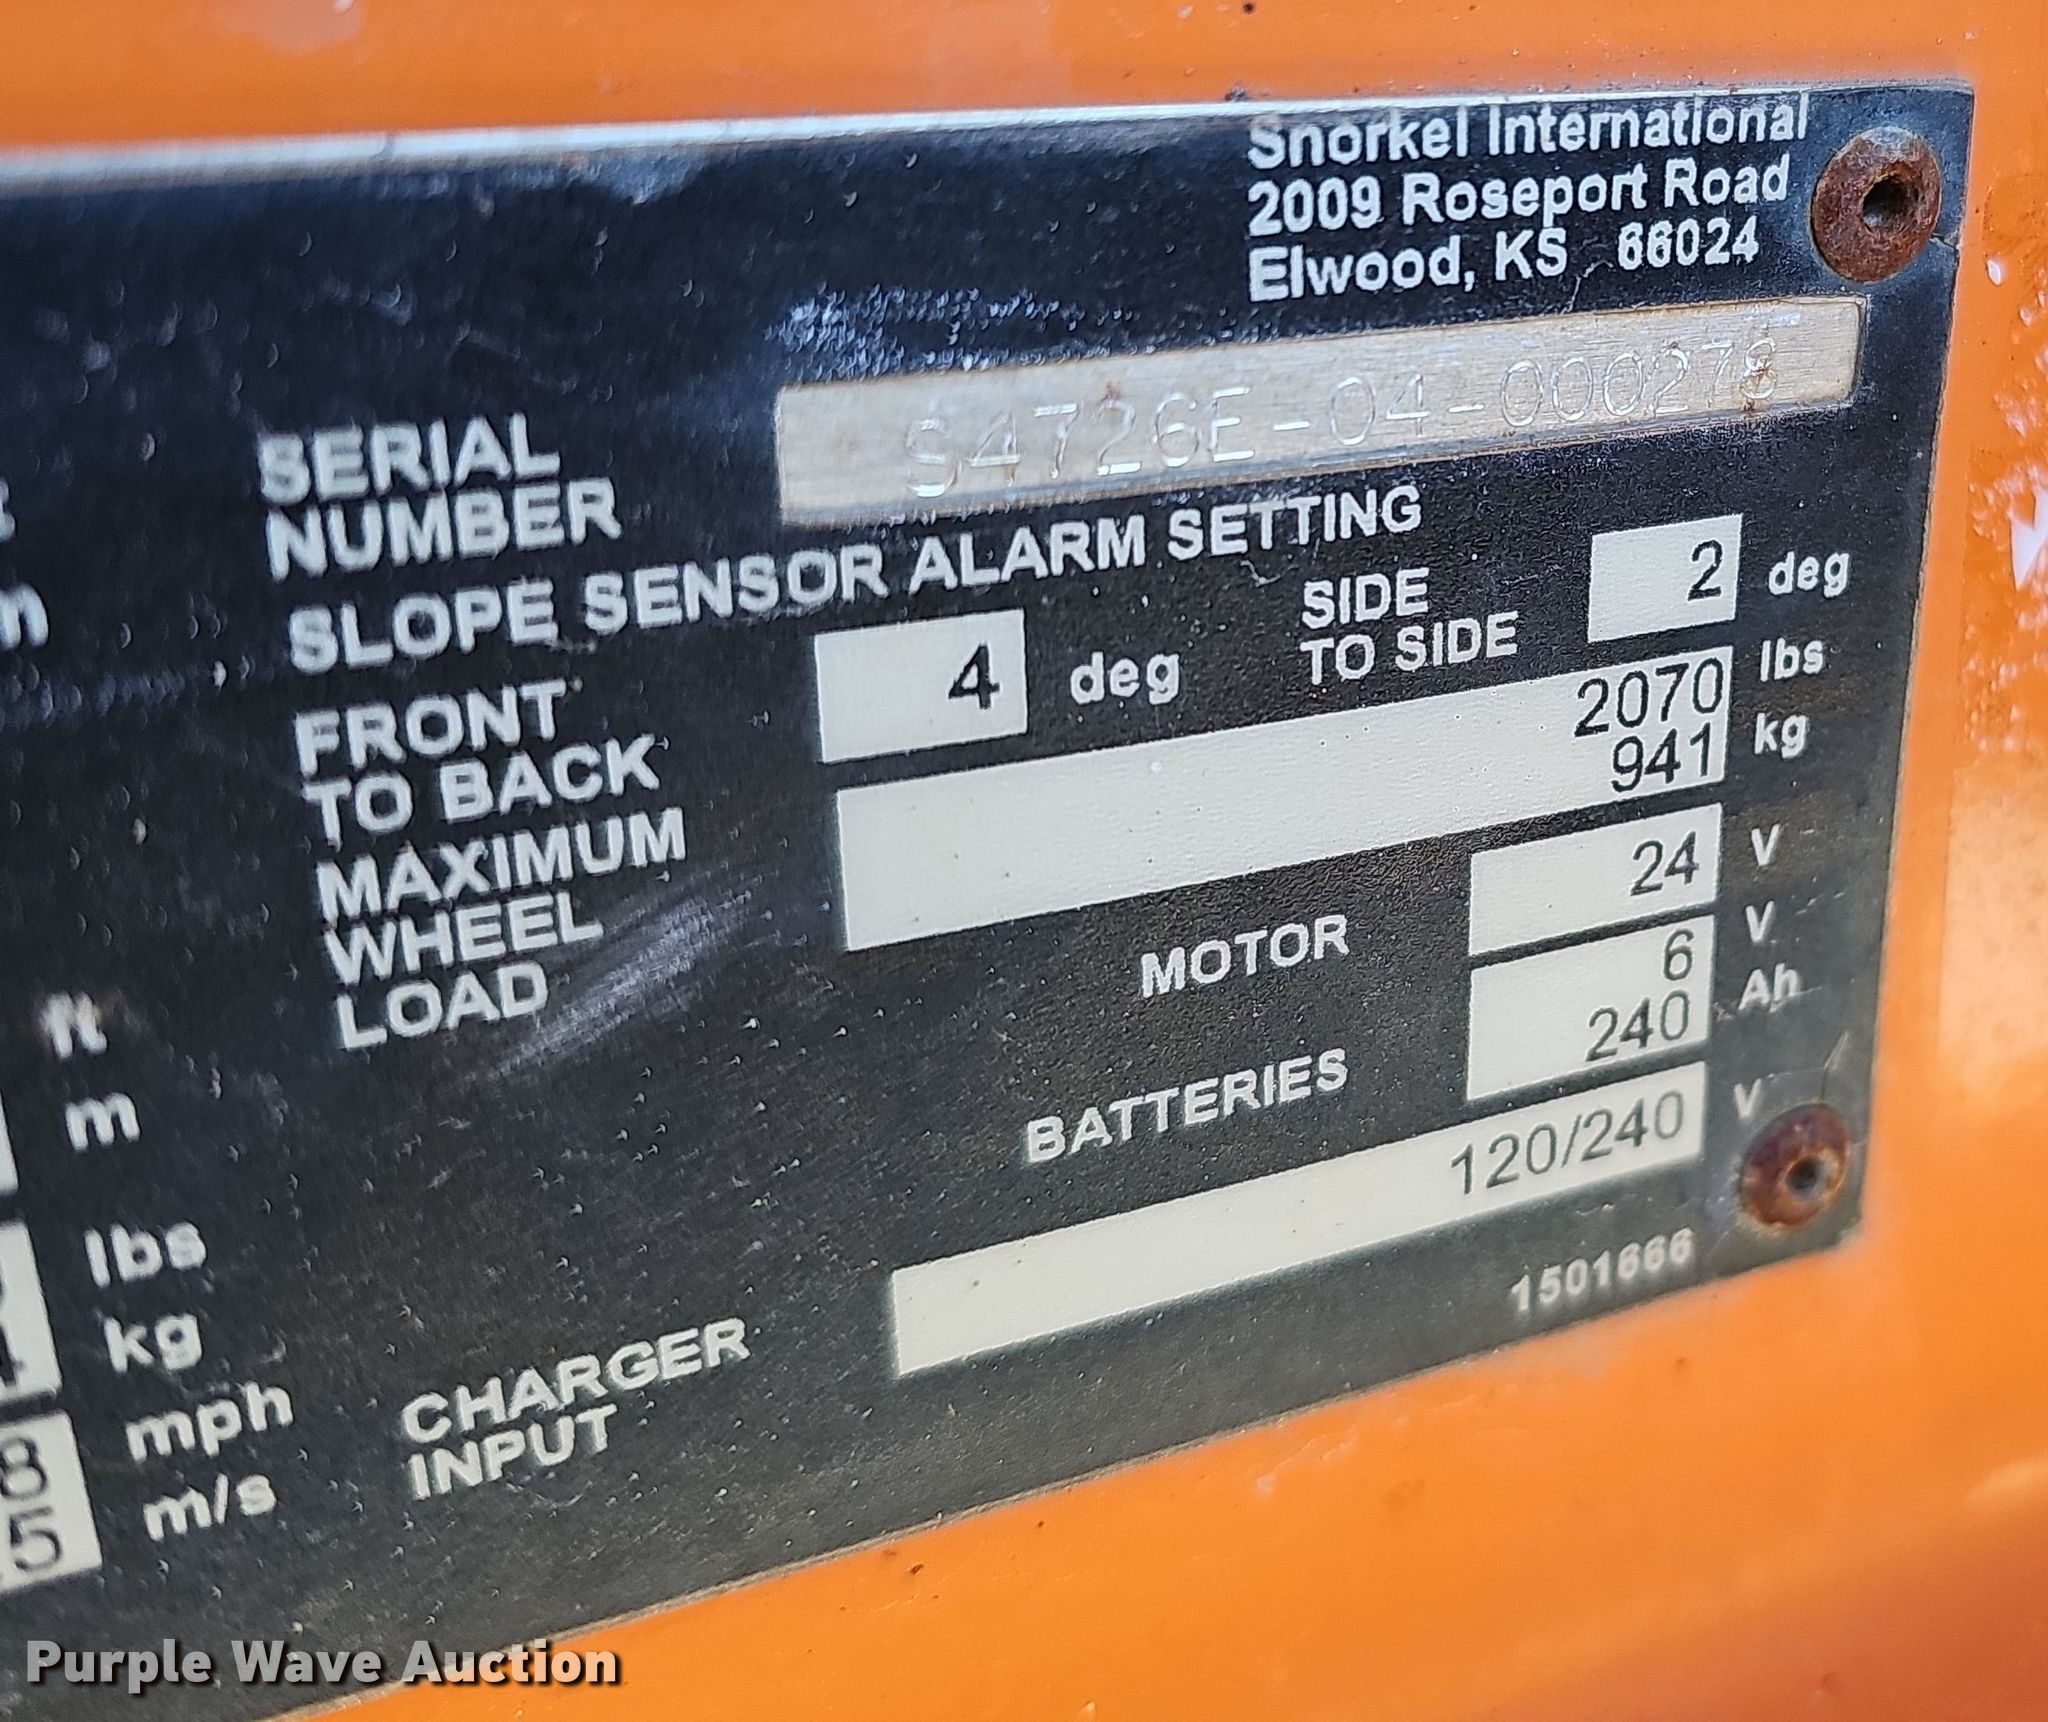 Snorkel International
2009 Roseport Road
Elwood, KS 66024
SERIAL NUMBER S4726E-04-000278
SLOPE SENSOR ALARM SETTING
FRONT TO BACK 4 deg
SIDE TO SIDE 2 deg
MAXIMUM WHEEL LOAD 2070 lbs
941 kg
MOTOR 24 V
BATTERIES 6 V
240 Ah
CHARGER INPUT 120/240 V
1501666
ft
m
lbs
kg
8 mph
5 m/s
Purple Wave Auction